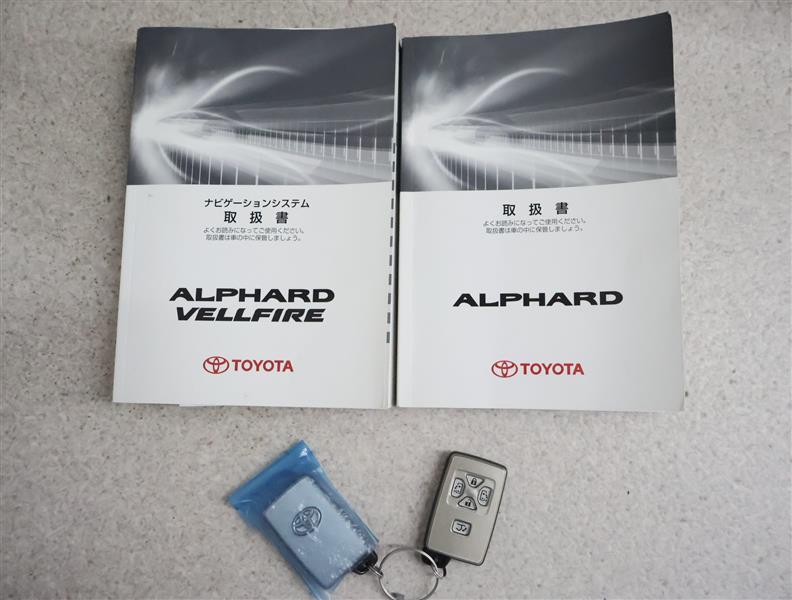 ナビゲーションシステム
取扱書
よくお読みになってご使用ください。
取扱書は車の中に保管しましょう。
ALPHARD
VELLFIRE
TOYOTA
取扱書
よくお読みになってご使用ください。
取扱書は車の中に保管しましょう。
ALPHARD
TOYOTA